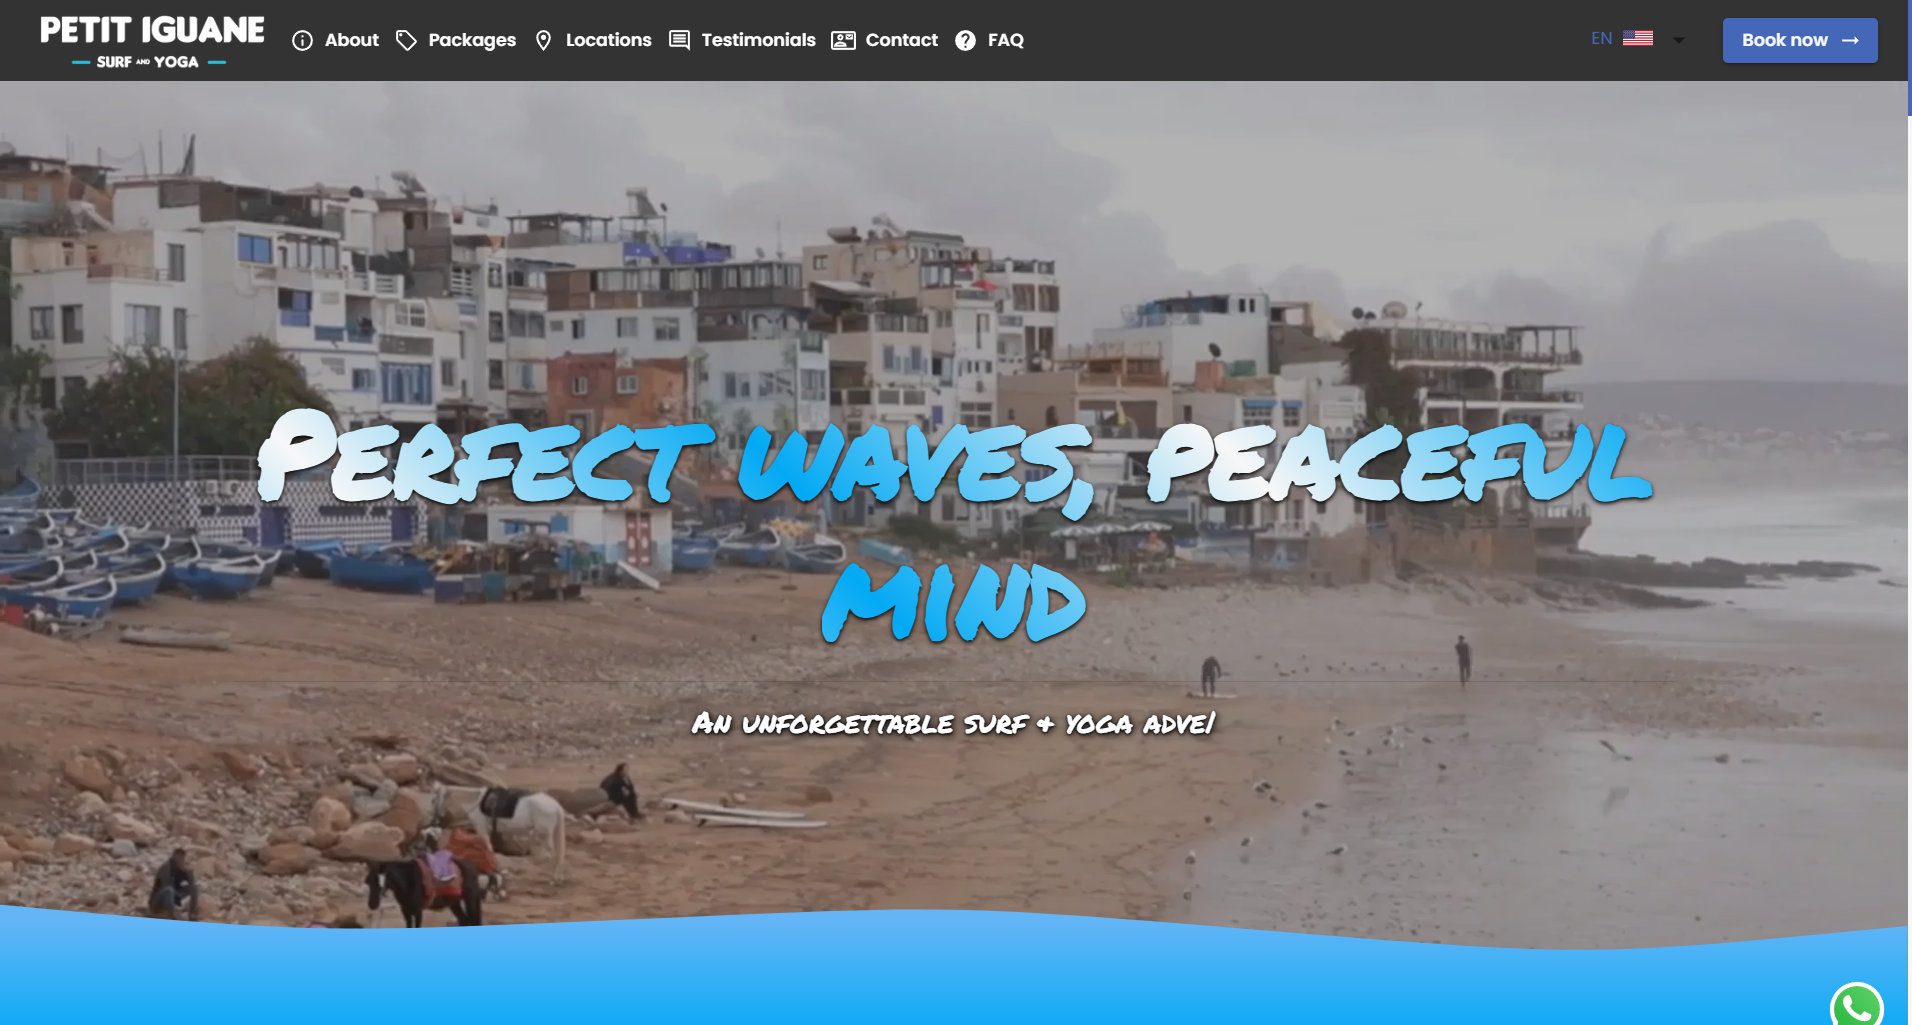 PETIT IGUANE
SURF AND YOGA
About
Packages
Locations
Testimonials
Contact
FAQ
EN
Book now →
Perfect waves, peaceful
mind
An unforgettable surf & yoga adve|